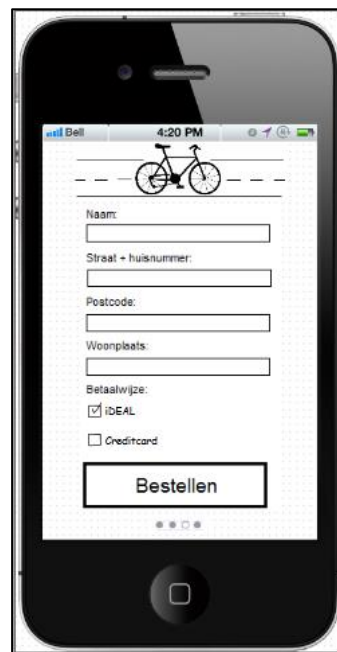 Bell 4:20 PM
Naam:
Straat + huisnummer:
Postcode:
Woonplaats:
Betaalwijze:
iDEAL
Creditcard
Bestellen